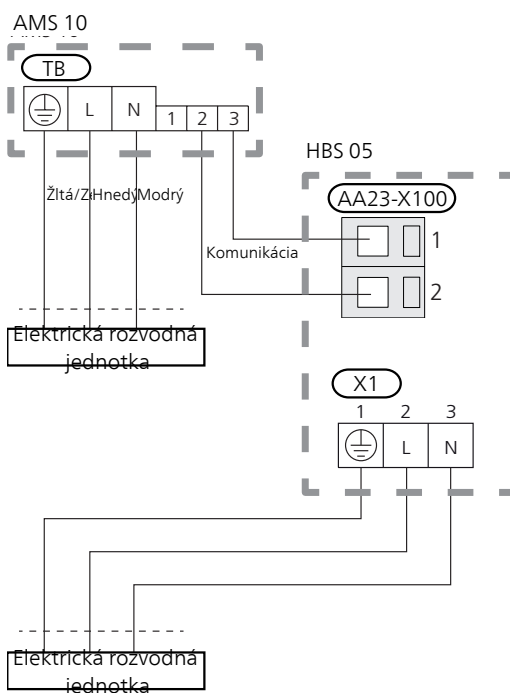 AMS 10
TB
L N 1 2 3
Žltá/Ze Hnedý Modrý
HBS 05
AA23-X100
1
Komunikácia
2
Elektrická rozvodná
jednotka
X1
1 2 3
L N
Elektrická rozvodná
jednotka